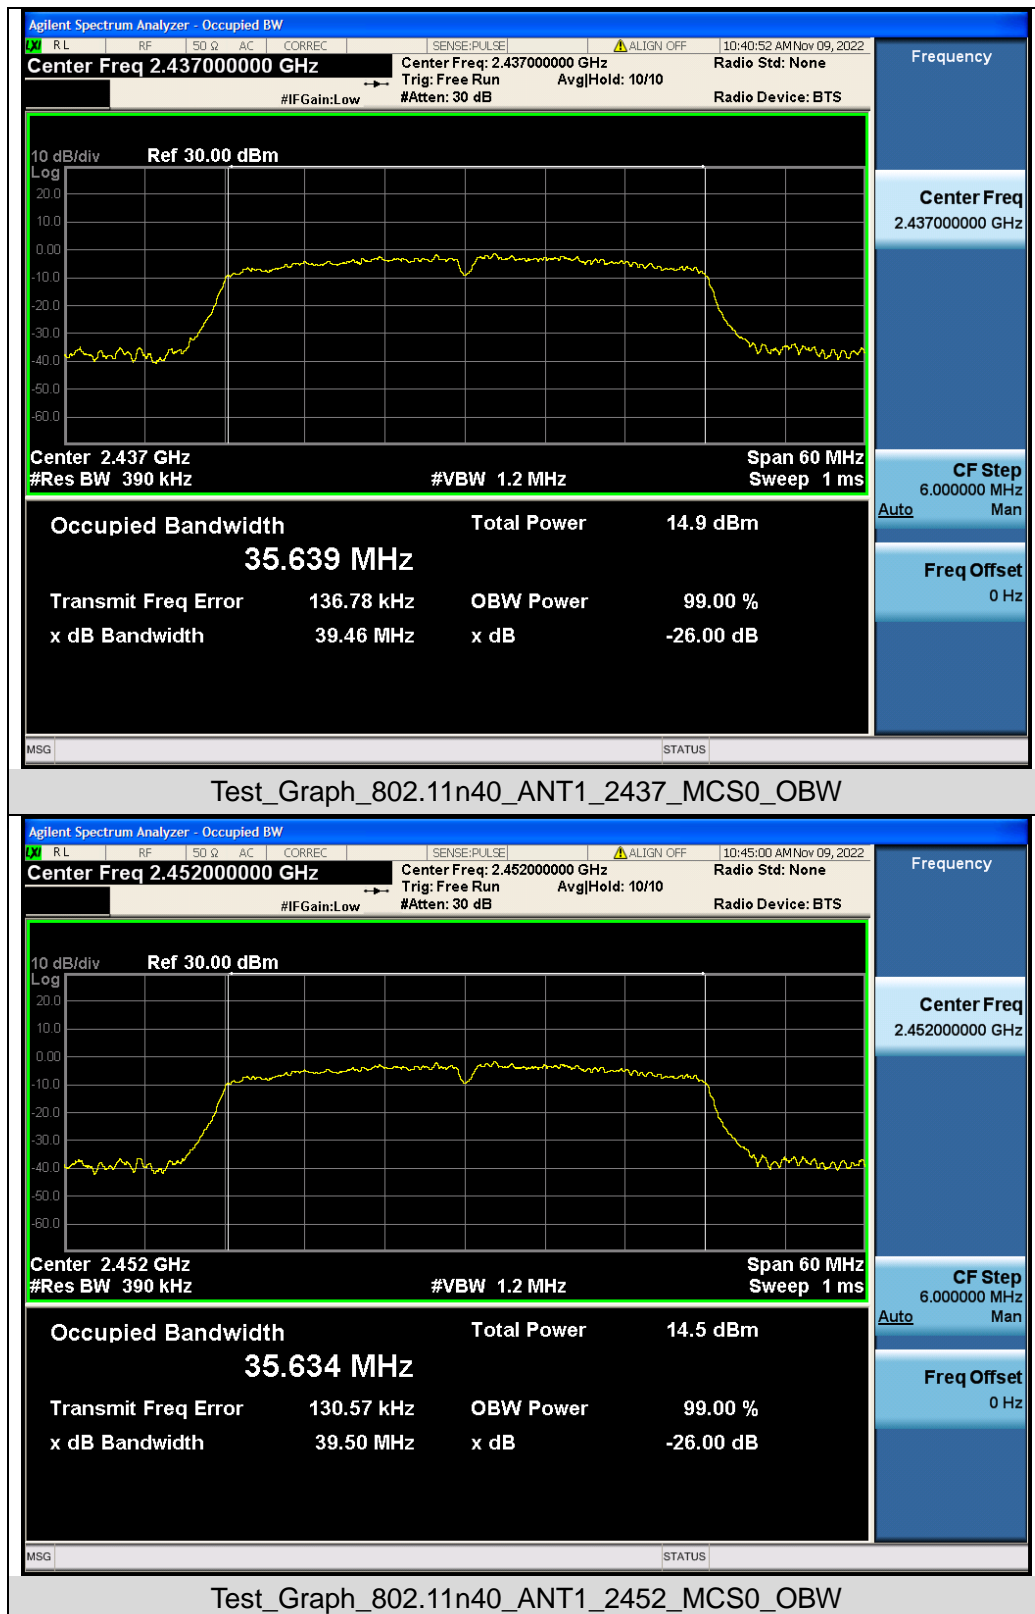 Agilent Spectrum Analyzer - Occupied BW
LXI RL RF 50 Ω AC CORREC SENSE:PULSE ALIGN OFF 10:40:52 AM Nov 09, 2022
Center Freq 2.437000000 GHz Center Freq: 2.437000000 GHz Radio Std: None
Trig: Free Run Avg|Hold: 10/10
#IFGain:Low #Atten: 30 dB Radio Device: BTS
Frequency
10 dB/div Ref 30.00 dBm
Log
20.0
10.0
0.00
-10.0
-20.0
-30.0
-40.0
-50.0
-60.0
Center 2.437 GHz Span 60 MHz
#Res BW 390 kHz #VBW 1.2 MHz Sweep 1 ms
Center Freq
2.437000000 GHz
CF Step
6.000000 MHz
Auto Man
Freq Offset
0 Hz
Occupied Bandwidth Total Power 14.9 dBm
35.639 MHz
Transmit Freq Error 136.78 kHz OBW Power 99.00 %
x dB Bandwidth 39.46 MHz x dB -26.00 dB
MSG STATUS
Test_Graph_802.11n40_ANT1_2437_MCS0_OBW
Agilent Spectrum Analyzer - Occupied BW
LXI RL RF 50 Ω AC CORREC SENSE:PULSE ALIGN OFF 10:45:00 AM Nov 09, 2022
Center Freq 2.452000000 GHz Center Freq: 2.452000000 GHz Radio Std: None
Trig: Free Run Avg|Hold: 10/10
#IFGain:Low #Atten: 30 dB Radio Device: BTS
Frequency
10 dB/div Ref 30.00 dBm
Log
20.0
10.0
0.00
-10.0
-20.0
-30.0
-40.0
-50.0
-60.0
Center 2.452 GHz Span 60 MHz
#Res BW 390 kHz #VBW 1.2 MHz Sweep 1 ms
Center Freq
2.452000000 GHz
CF Step
6.000000 MHz
Auto Man
Freq Offset
0 Hz
Occupied Bandwidth Total Power 14.5 dBm
35.634 MHz
Transmit Freq Error 130.57 kHz OBW Power 99.00 %
x dB Bandwidth 39.50 MHz x dB -26.00 dB
MSG STATUS
Test_Graph_802.11n40_ANT1_2452_MCS0_OBW